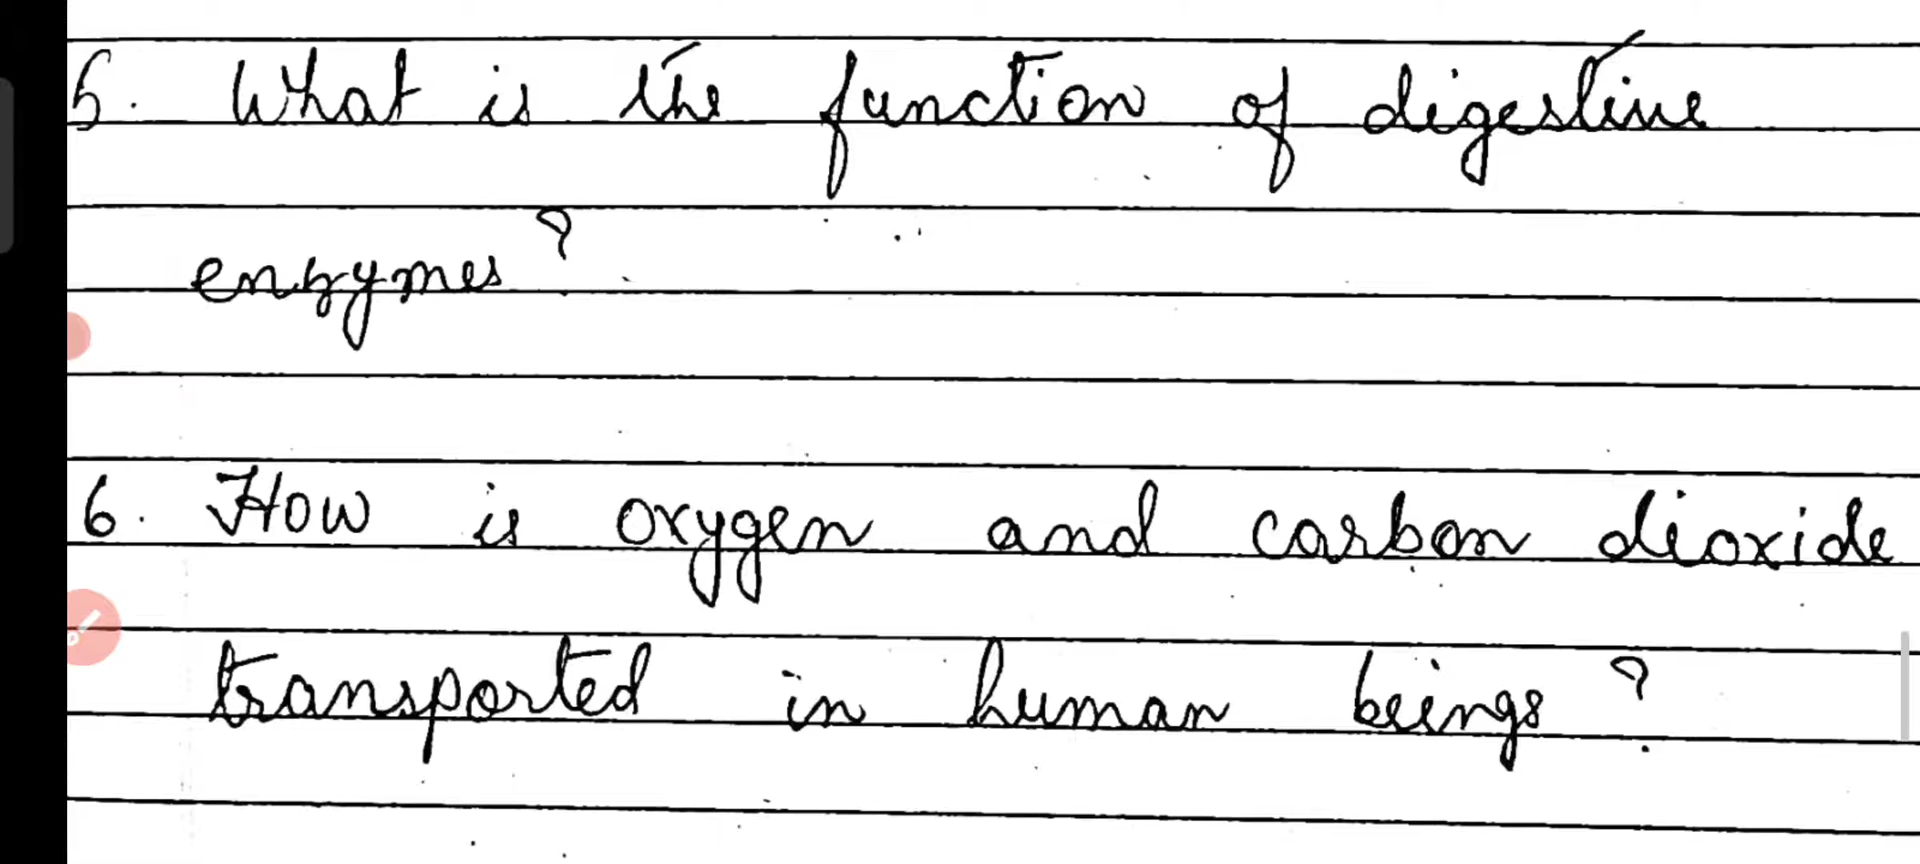 5. What is the function of digestive
enzymes?
6. How is oxygen and carbon dioxide
transported in human beings?